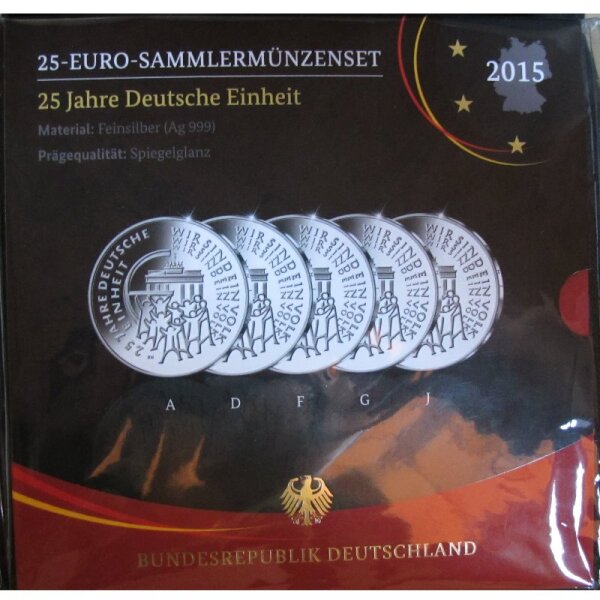 25-EURO-SAMMLERMÜNZENSET
2015
25 Jahre Deutsche Einheit
Material: Feinsilber (Ag 999)
Prägequalität: Spiegelglanz
25 JAHRE DEUTSCHE
EINHEIT
WIR SIND EIN VOLK
A D F G J
BUNDESREPUBLIK DEUTSCHLAND